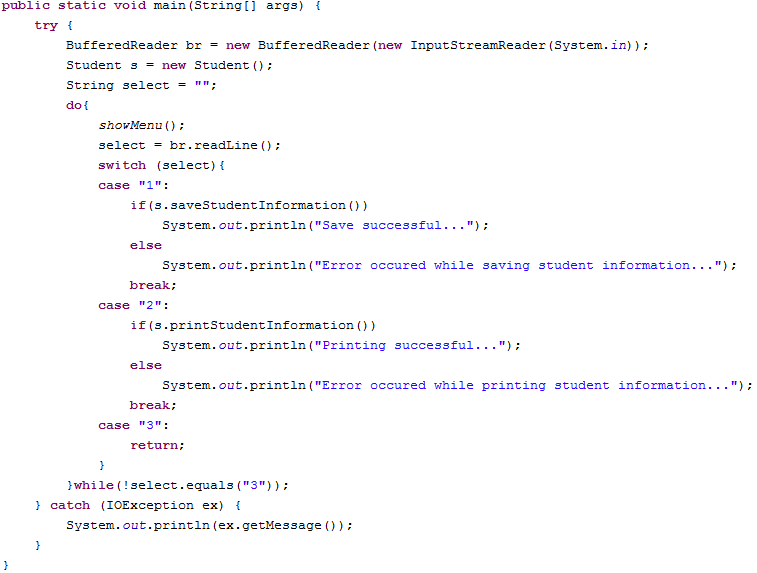 public static void main(String[] args) {
    try {
        BufferedReader br = new BufferedReader(new InputStreamReader(System.in));
        Student s = new Student();
        String select = "";
        do{
            showMenu();
            select = br.readLine();
            switch (select){
            case "1":
                if(s.saveStudentInformation())
                    System.out.println("Save successful...");
                else
                    System.out.println("Error occured while saving student information...");
                break;
            case "2":
                if(s.printStudentInformation())
                    System.out.println("Printing successful...");
                else
                    System.out.println("Error occured while printing student information...");
                break;
            case "3":
                return;
            }
        }while(!select.equals("3"));
    } catch (IOException ex) {
        System.out.println(ex.getMessage());
    }
}